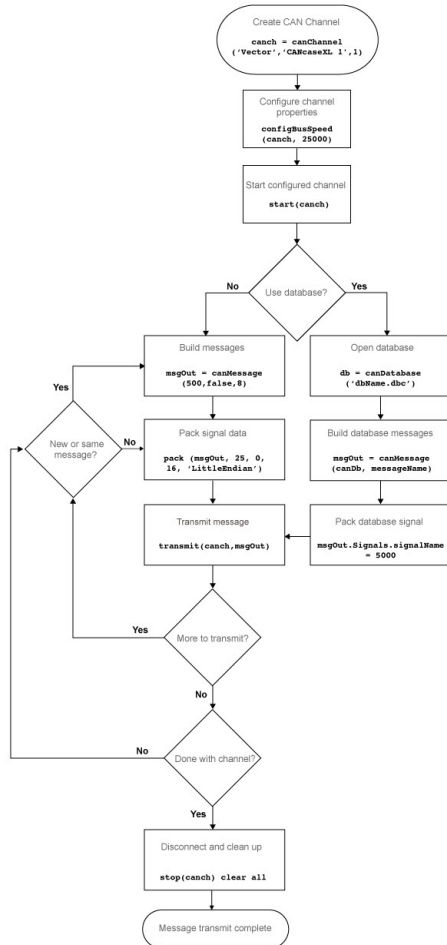 Create CAN Channel
canch = canChannel
('Vector','CANcaseXL 1',1)
Configure channel
properties
configBusSpeed
(canch, 25000)
Start configured channel
start(canch)
No
Yes
Use database?
Build messages
msgOut = canMessage
(500,false,8)
Open database
db = canDatabase
('dbName.dbc')
Yes
New or same
message?
No
Pack signal data
pack (msgOut, 25, 0,
16, 'LittleEndian')
Build database messages
msgOut = canMessage
(canDb, messageName)
Transmit message
transmit(canch,msgOut)
Pack database signal
msgOut.Signals.signalName
= 5000
Yes
More to transmit?
No
No
Done with channel?
Yes
Disconnect and clean up
stop(canch) clear all
Message transmit complete